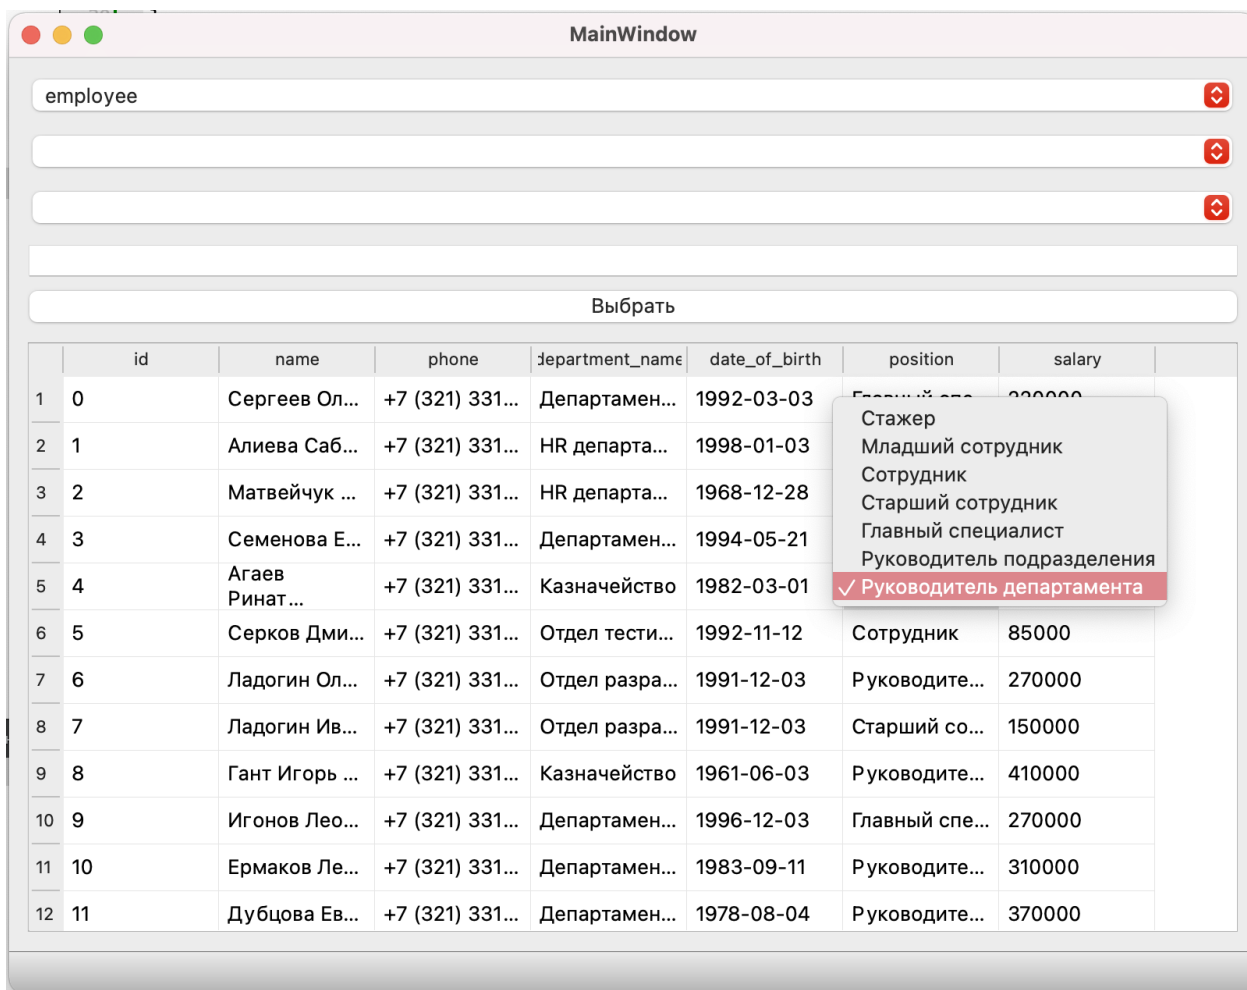 MainWindow
employee
Выбрать
id name phone department_name date_of_birth position salary
1 0 Сергеев Ол... +7 (321) 331... Департамен... 1992-03-03
2 1 Алиева Саб... +7 (321) 331... HR департа... 1998-01-03
3 2 Матвейчук ... +7 (321) 331... HR департа... 1968-12-28
4 3 Семенова Е... +7 (321) 331... Департамен... 1994-05-21
5 4 Агаев Ринат... +7 (321) 331... Казначейство 1982-03-01
Стажер
Младший сотрудник
Сотрудник
Старший сотрудник
Главный специалист
Руководитель подразделения
✓ Руководитель департамента
6 5 Серков Дми... +7 (321) 331... Отдел тести... 1992-11-12 Сотрудник 85000
7 6 Ладогин Ол... +7 (321) 331... Отдел разра... 1991-12-03 Руководите... 270000
8 7 Ладогин Ив... +7 (321) 331... Отдел разра... 1991-12-03 Старший со... 150000
9 8 Гант Игорь ... +7 (321) 331... Казначейство 1961-06-03 Руководите... 410000
10 9 Игонов Лео... +7 (321) 331... Департамен... 1996-12-03 Главный спе... 270000
11 10 Ермаков Ле... +7 (321) 331... Департамен... 1983-09-11 Руководите... 310000
12 11 Дубцова Ев... +7 (321) 331... Департамен... 1978-08-04 Руководите... 370000